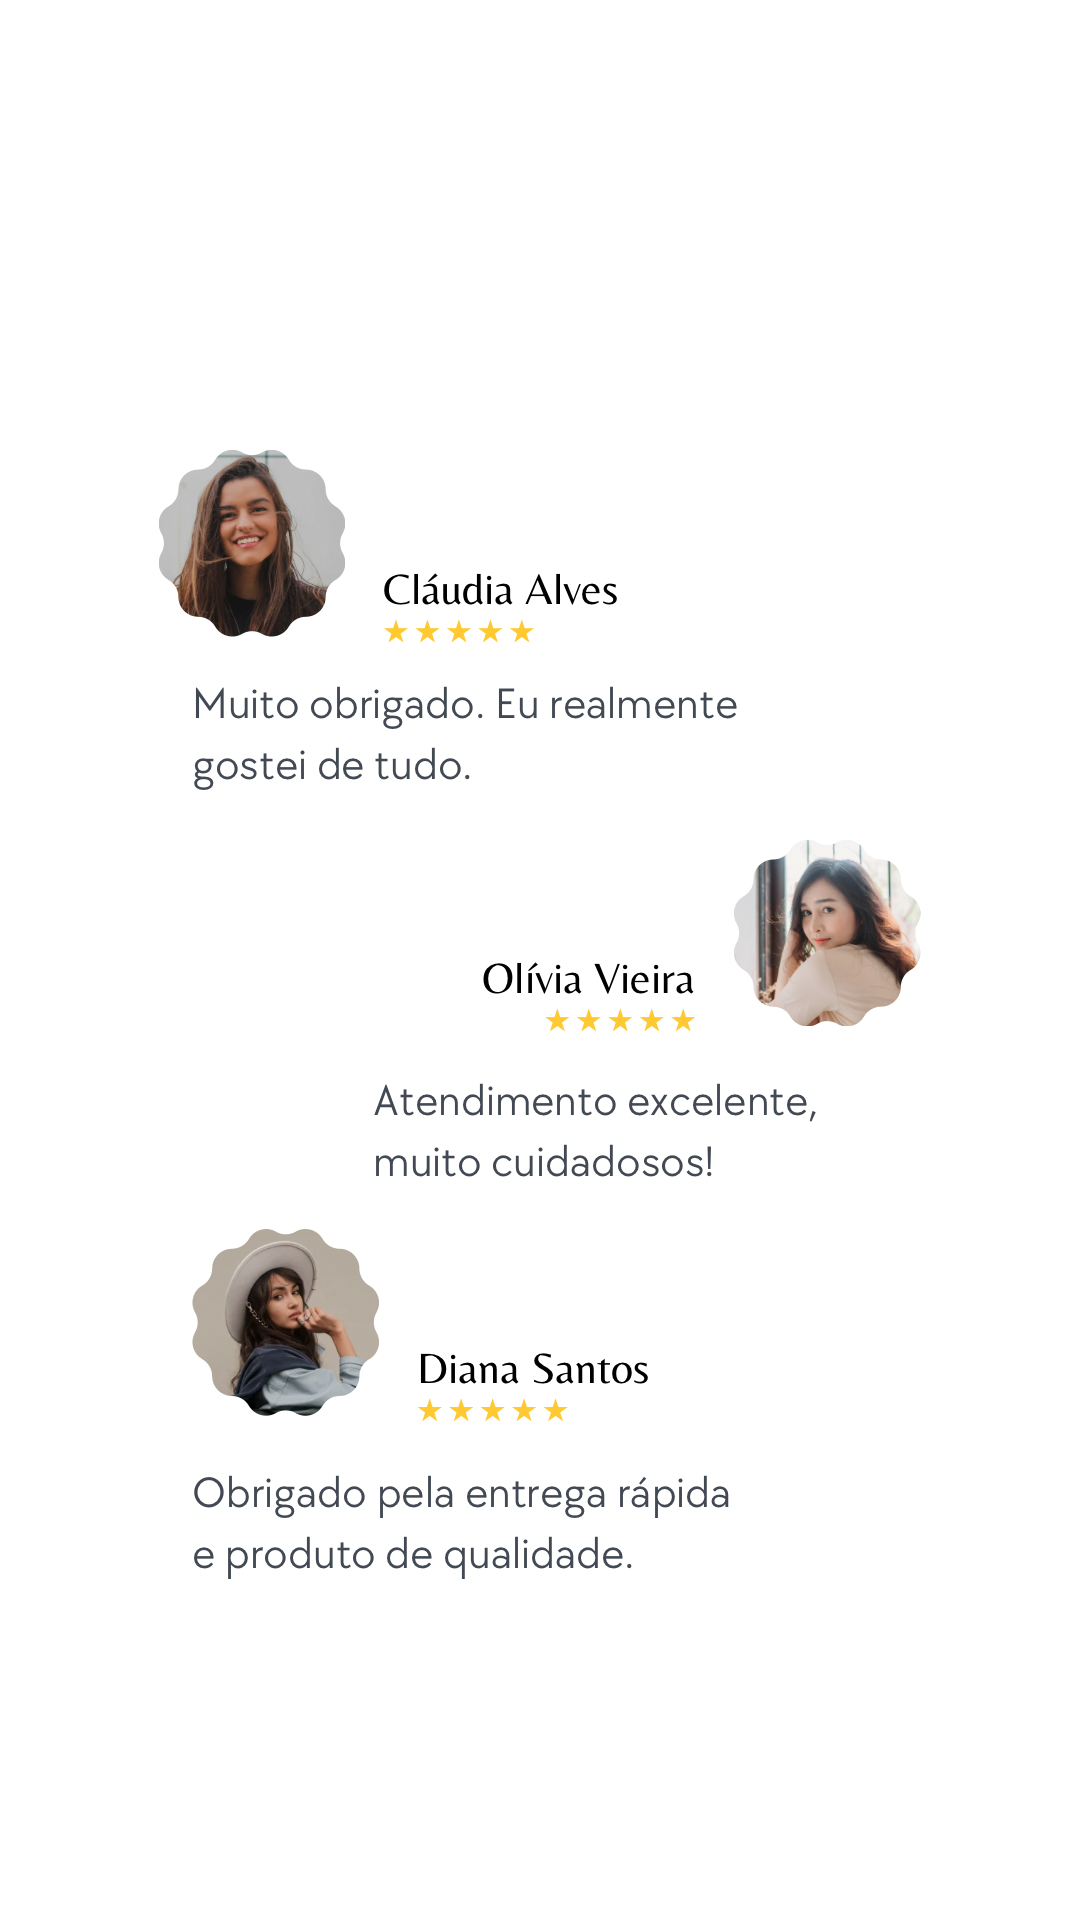 Cláudia Alves
★★★★★
Muito obrigado. Eu realmente
gostei de tudo.
Olívia Vieira
★★★★★
Atendimento excelente,
muito cuidadosos!
Diana Santos
★★★★★
Obrigado pela entrega rápida
e produto de qualidade.